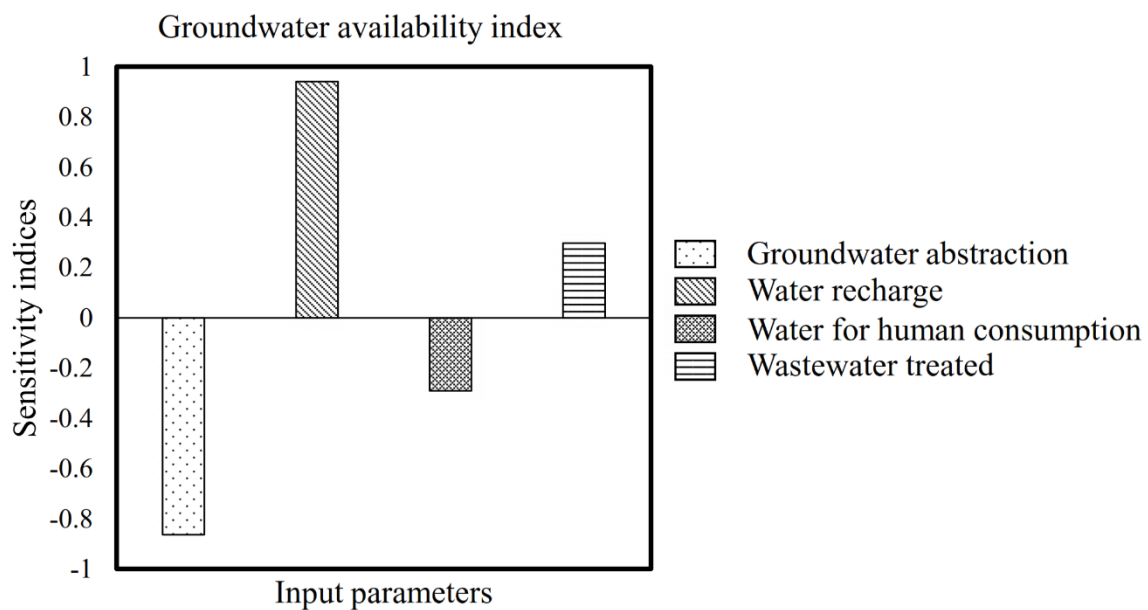 Groundwater availability index
1
0.8
0.6
0.4
0.2
0
-0.2
-0.4
-0.6
-0.8
-1
Sensitivity indices
Input parameters
Groundwater abstraction
Water recharge
Water for human consumption
Wastewater treated